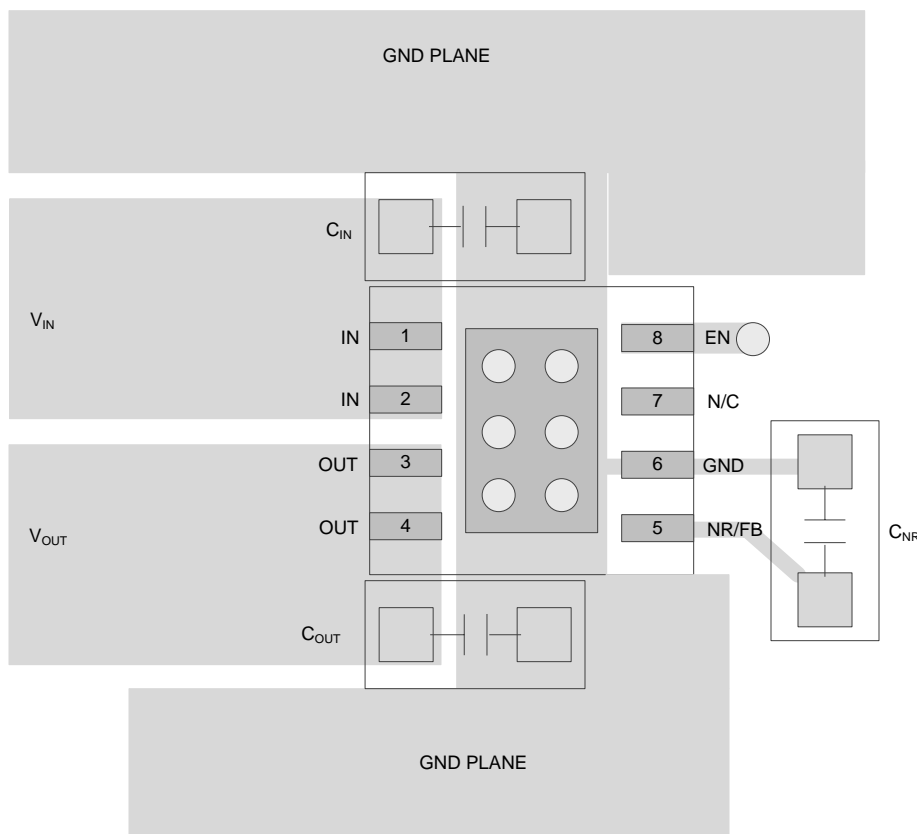 GND PLANE
C_IN
V_IN
IN 1
8 EN
IN 2
7 N/C
OUT 3
6 GND
OUT 4
5 NR/FB
V_OUT
C_NR
C_OUT
GND PLANE